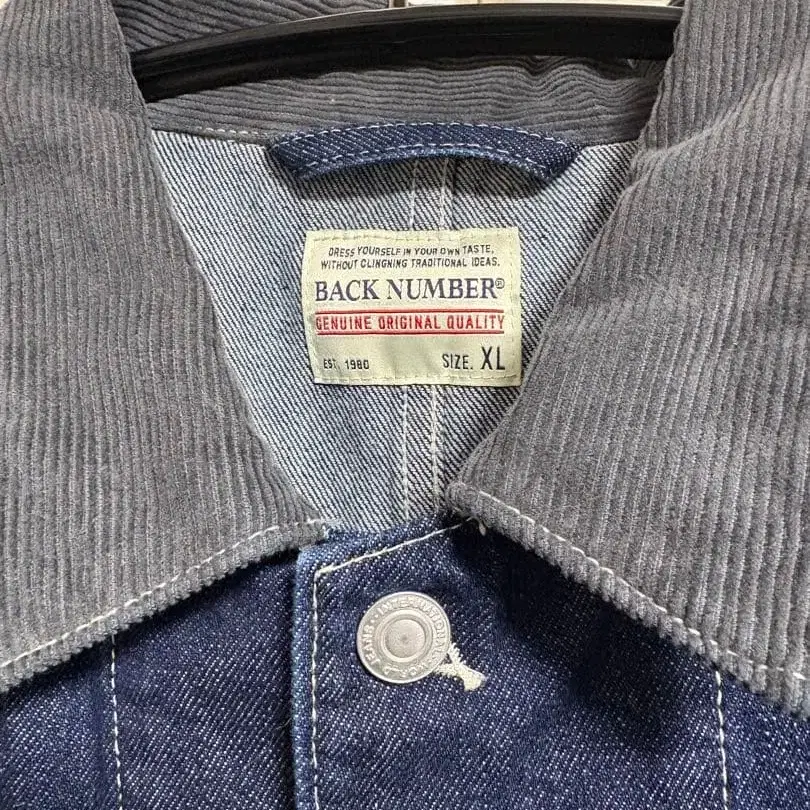 DRESS YOURSELF IN YOUR OWN TASTE,
WITHOUT CLINGNING TRADITIONAL IDEAS.
BACK NUMBER®
GENUINE ORIGINAL QUALITY
EST. 1980 SIZE. XL